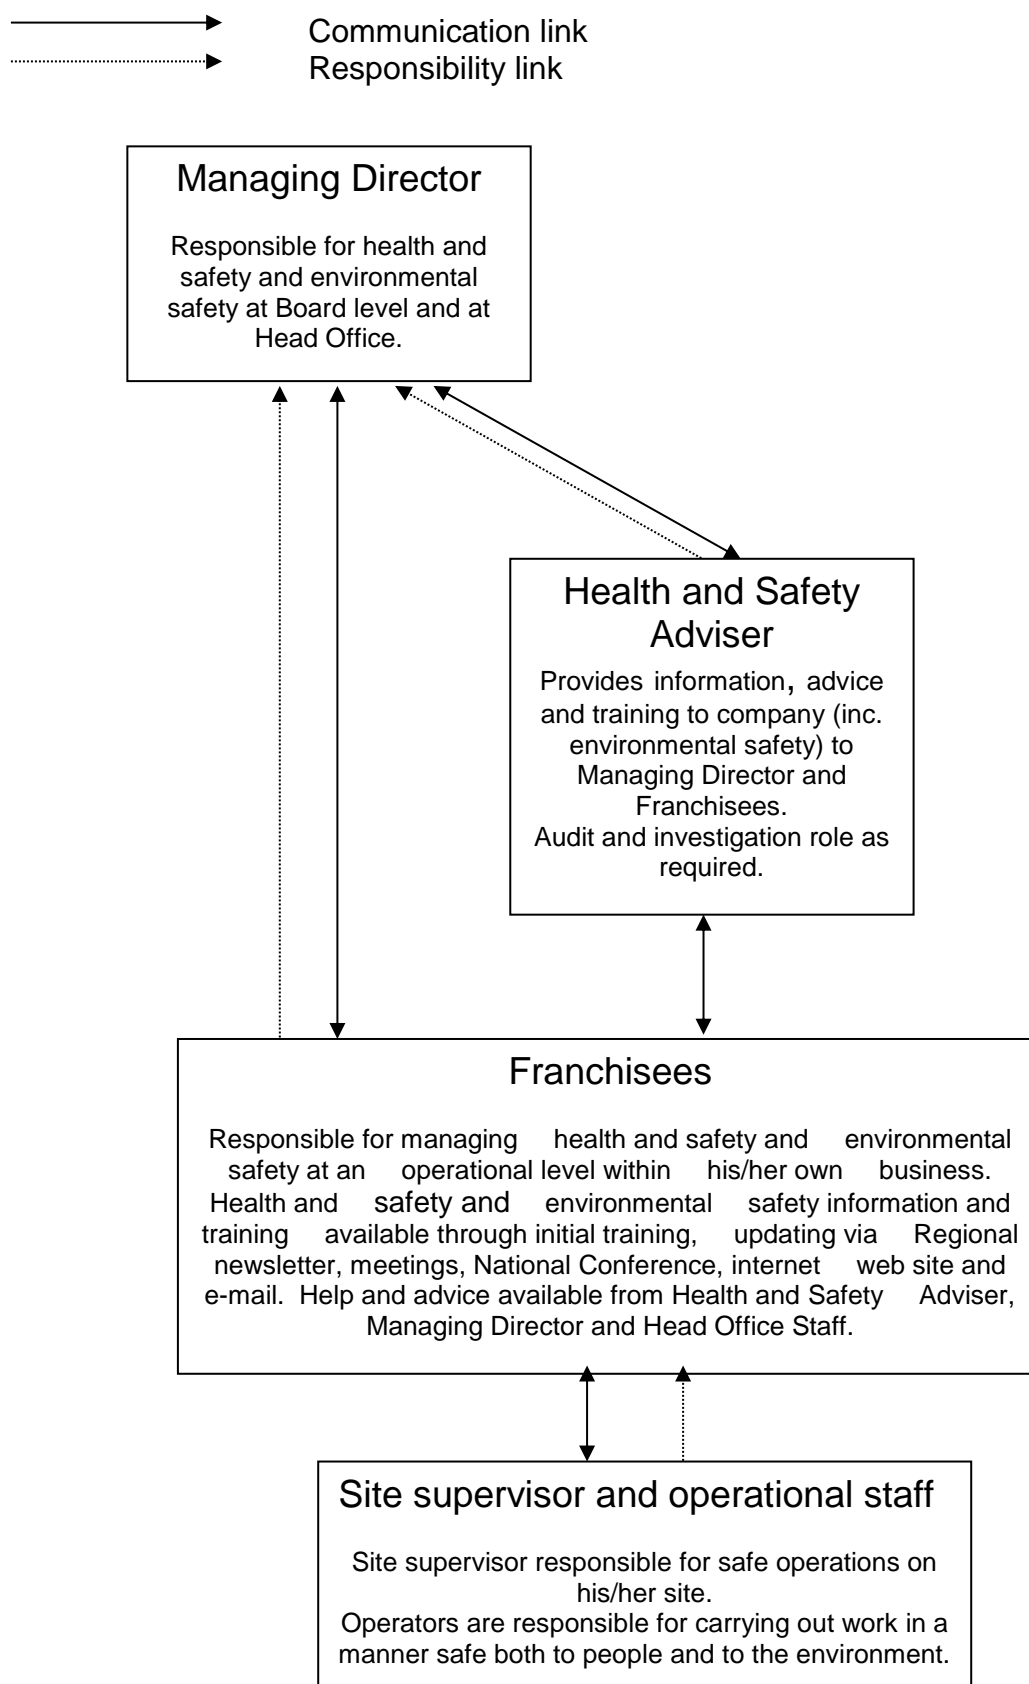 Communication link
Responsibility link
Managing Director
Responsible for health and
safety and environmental
safety at Board level and at
Head Office.
Health and Safety
Adviser
Provides information, advice
and training to company (inc.
environmental safety) to
Managing Director and
Franchisees.
Audit and investigation role as
required.
Franchisees
Responsible for managing health and safety and environmental
safety at an operational level within his/her own business.
Health and safety and environmental safety information and
training available through initial training, updating via Regional
newsletter, meetings, National Conference, internet web site and
e-mail. Help and advice available from Health and Safety Adviser,
Managing Director and Head Office Staff.
Site supervisor and operational staff
Site supervisor responsible for safe operations on
his/her site.
Operators are responsible for carrying out work in a
manner safe both to people and to the environment.